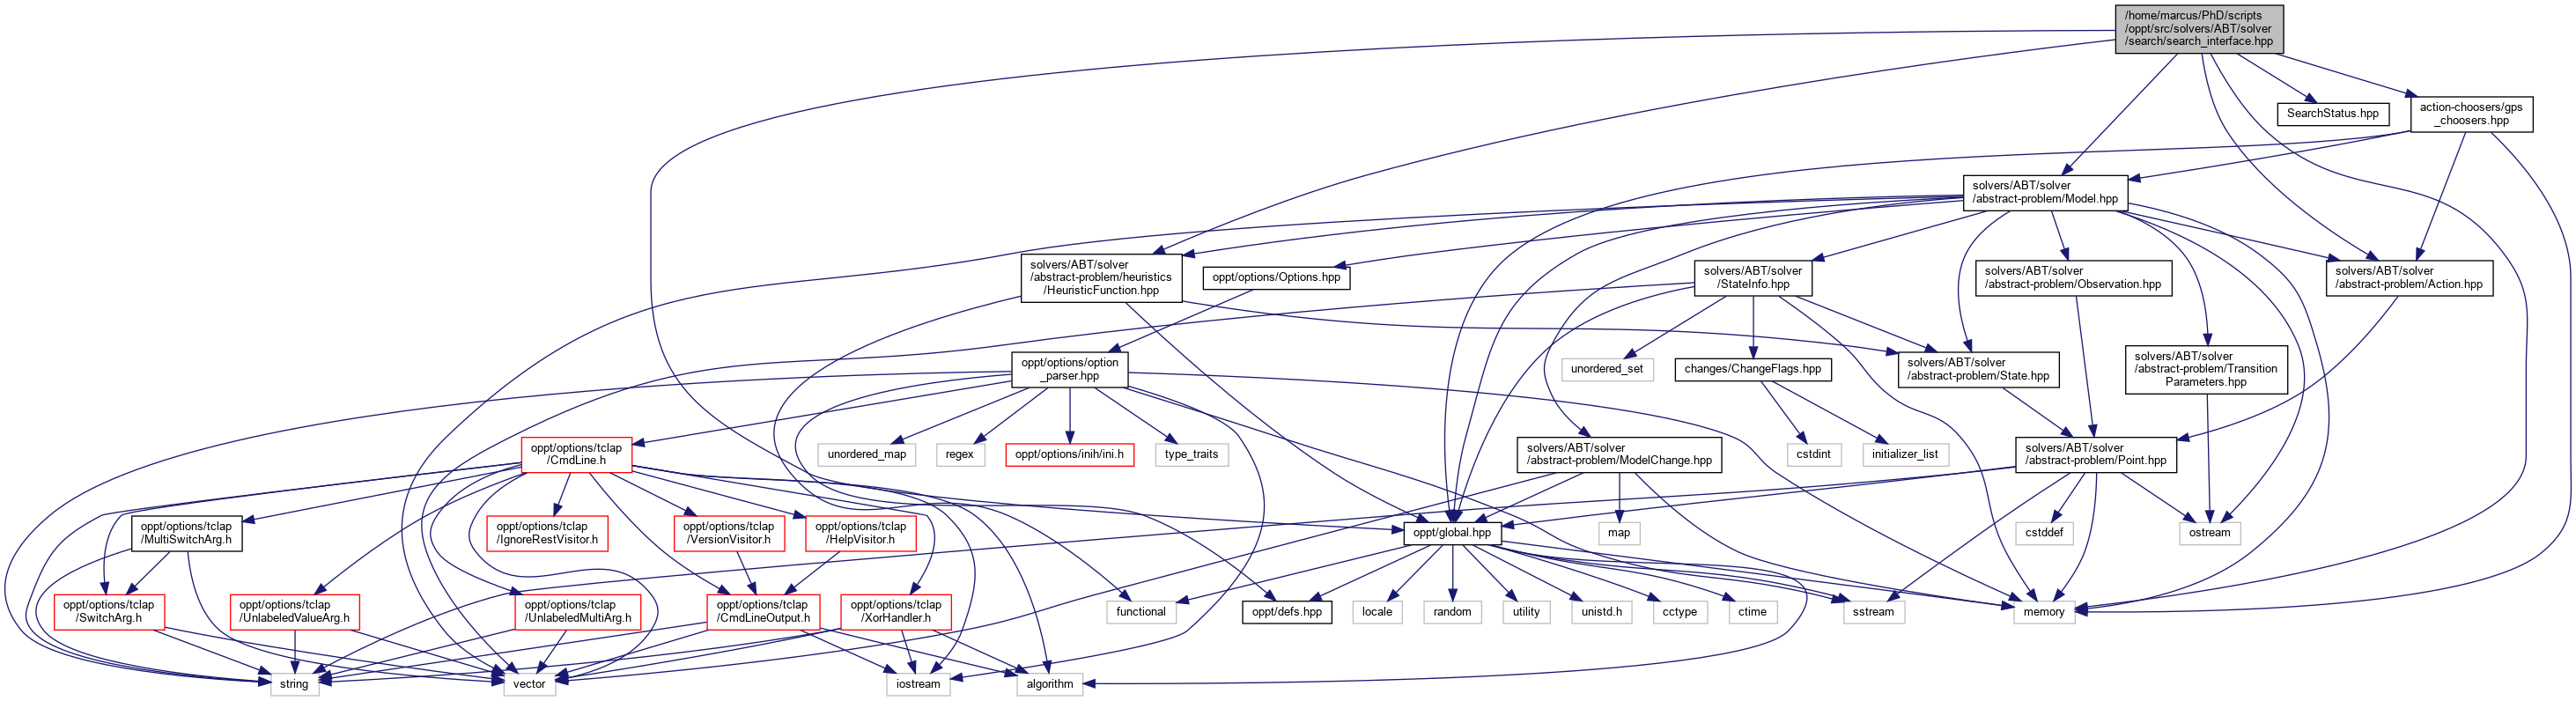 /home/marcus/PhD/scripts
/oppt/src/solvers/ABT/solver
/search/search_interface.hpp
SearchStatus.hpp
action-choosers/gps
_choosers.hpp
solvers/ABT/solver
/abstract-problem/Model.hpp
solvers/ABT/solver
/abstract-problem/heuristics
/HeuristicFunction.hpp
oppt/options/Options.hpp
solvers/ABT/solver
/StateInfo.hpp
solvers/ABT/solver
/abstract-problem/Observation.hpp
solvers/ABT/solver
/abstract-problem/Action.hpp
oppt/options/option
_parser.hpp
unordered_set
changes/ChangeFlags.hpp
solvers/ABT/solver
/abstract-problem/State.hpp
solvers/ABT/solver
/abstract-problem/Transition
Parameters.hpp
oppt/options/tclap
/CmdLine.h
unordered_map
regex
oppt/options/inih/ini.h
type_traits
solvers/ABT/solver
/abstract-problem/ModelChange.hpp
cstdint
initializer_list
solvers/ABT/solver
/abstract-problem/Point.hpp
oppt/options/tclap
/MultiSwitchArg.h
oppt/options/tclap
/IgnoreRestVisitor.h
oppt/options/tclap
/VersionVisitor.h
oppt/options/tclap
/HelpVisitor.h
oppt/global.hpp
map
cstddef
ostream
oppt/options/tclap
/SwitchArg.h
oppt/options/tclap
/UnlabeledValueArg.h
oppt/options/tclap
/UnlabeledMultiArg.h
oppt/options/tclap
/CmdLineOutput.h
oppt/options/tclap
/XorHandler.h
functional
oppt/defs.hpp
locale
random
utility
unistd.h
cctype
ctime
sstream
memory
string
vector
iostream
algorithm